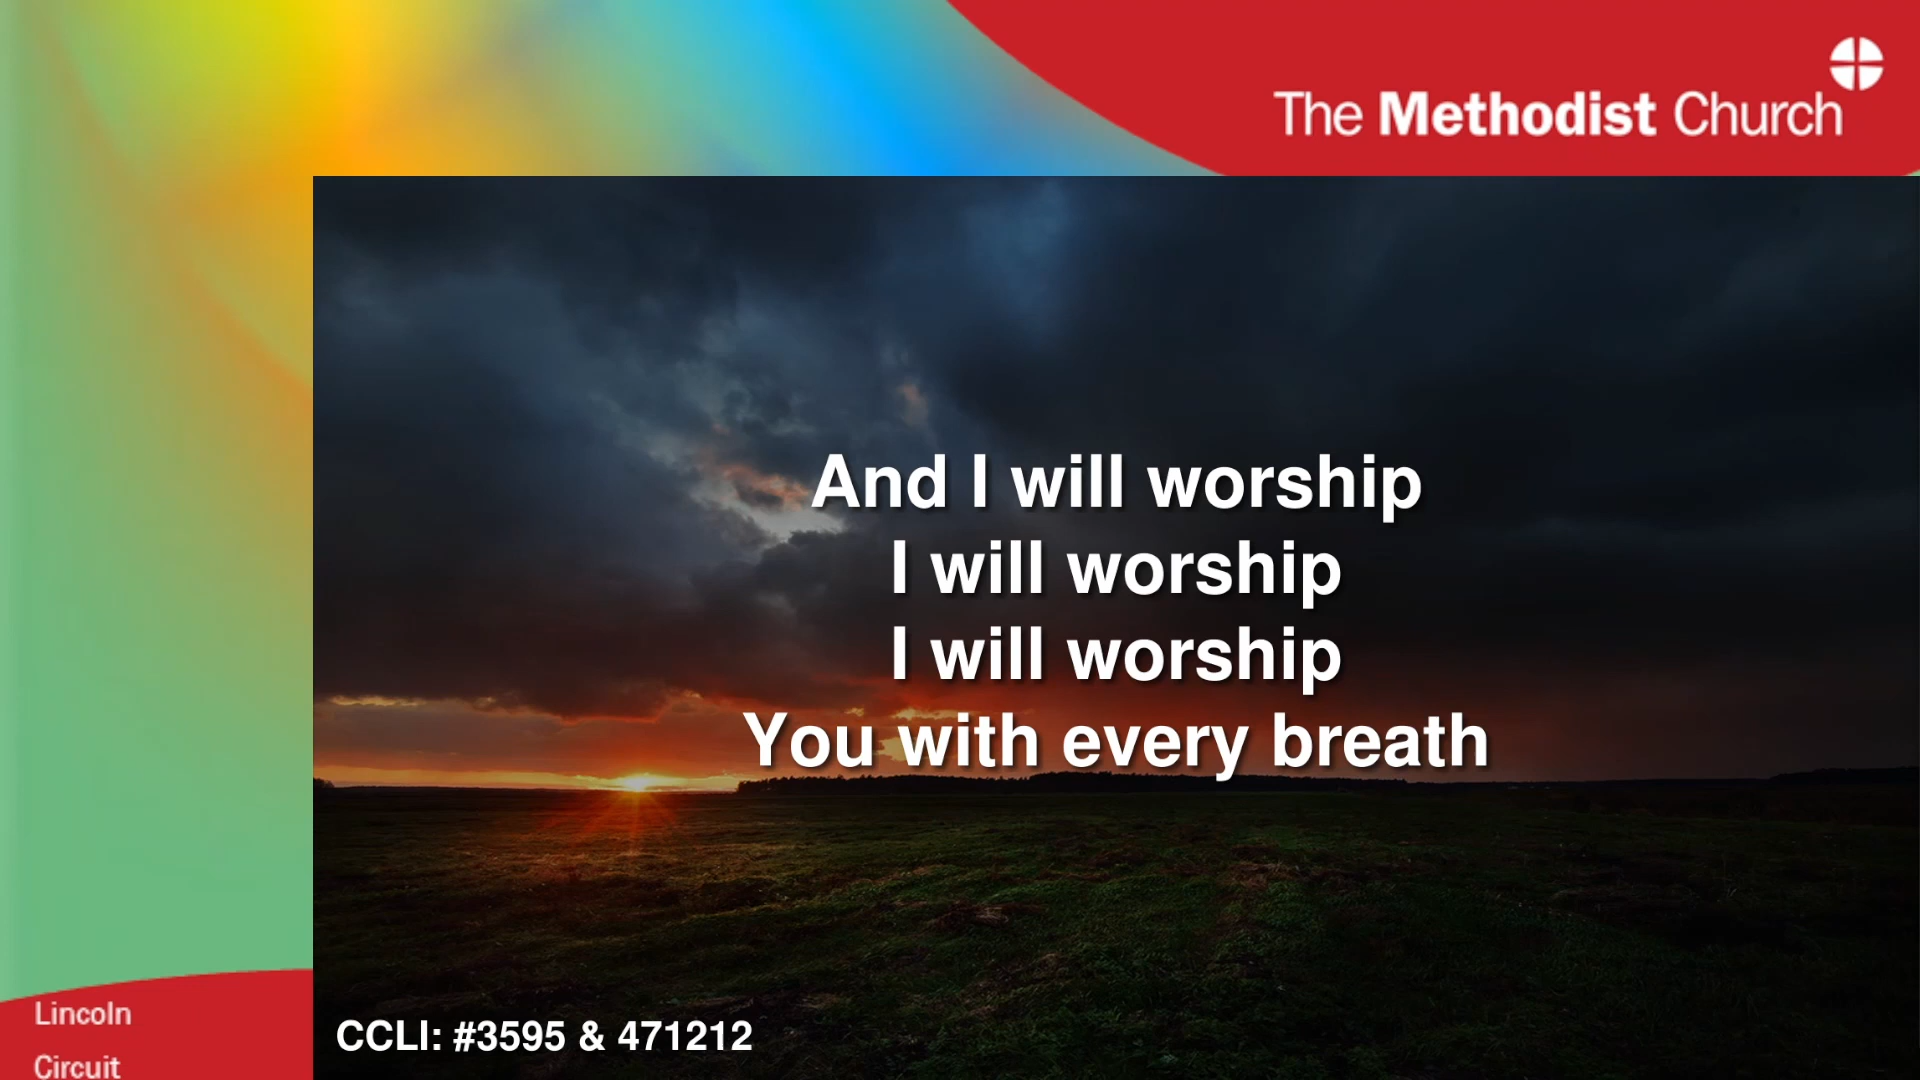 The Methodist Church
And I will worship
I will worship
I will worship
You with every breath
CCLI: #3595 & 471212
Lincoln
Circuit